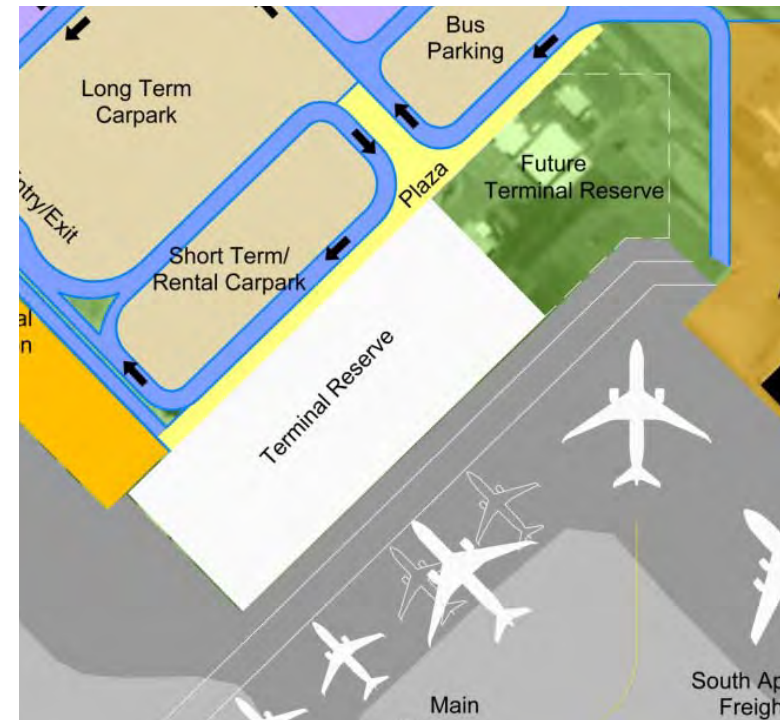 Bus
Parking
Long Term
Carpark
Future
Terminal Reserve
Plaza
ntry/Exit
Short Term/
Rental Carpark
al
n
Terminal Reserve
Main
South Ap
Freigh